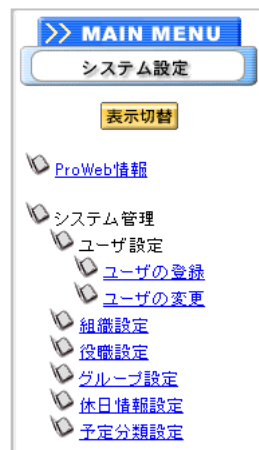 >> MAIN MENU
システム設定
表示切替
ProWeb情報
システム管理
ユーザ設定
ユーザの登録
ユーザの変更
組織設定
役職設定
グループ設定
休日情報設定
予定分類設定